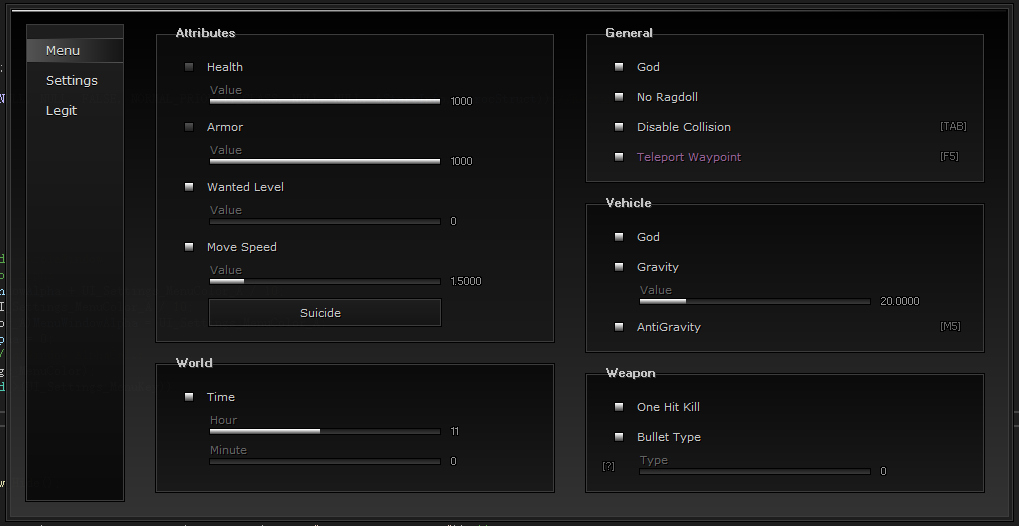 Menu
Settings
Legit
Attributes
Health
Value
1000
Armor
Value
1000
Wanted Level
Value
0
Move Speed
Value
1.5000
Suicide
World
Time
Hour
11
Minute
0
General
God
No Ragdoll
Disable Collision [TAB]
Teleport Waypoint [F5]
Vehicle
God
Gravity
Value
20.0000
AntiGravity [M5]
Weapon
One Hit Kill
Bullet Type
[?] Type
0